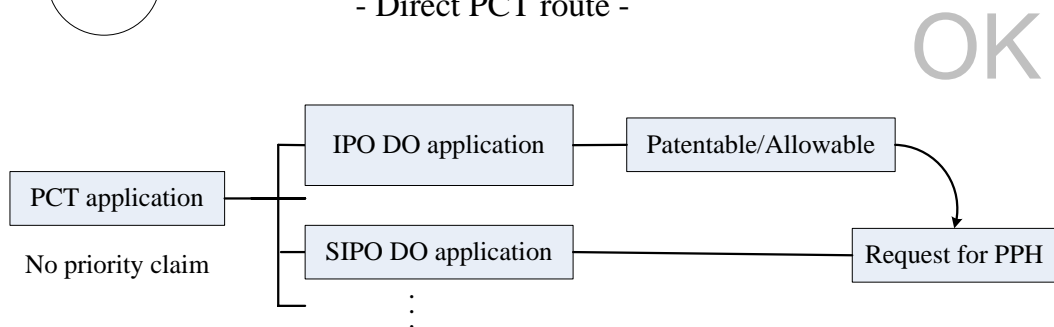 - Direct PCT route -
OK
IPO DO application
Patentable/Allowable
PCT application
SIPO DO application
Request for PPH
No priority claim